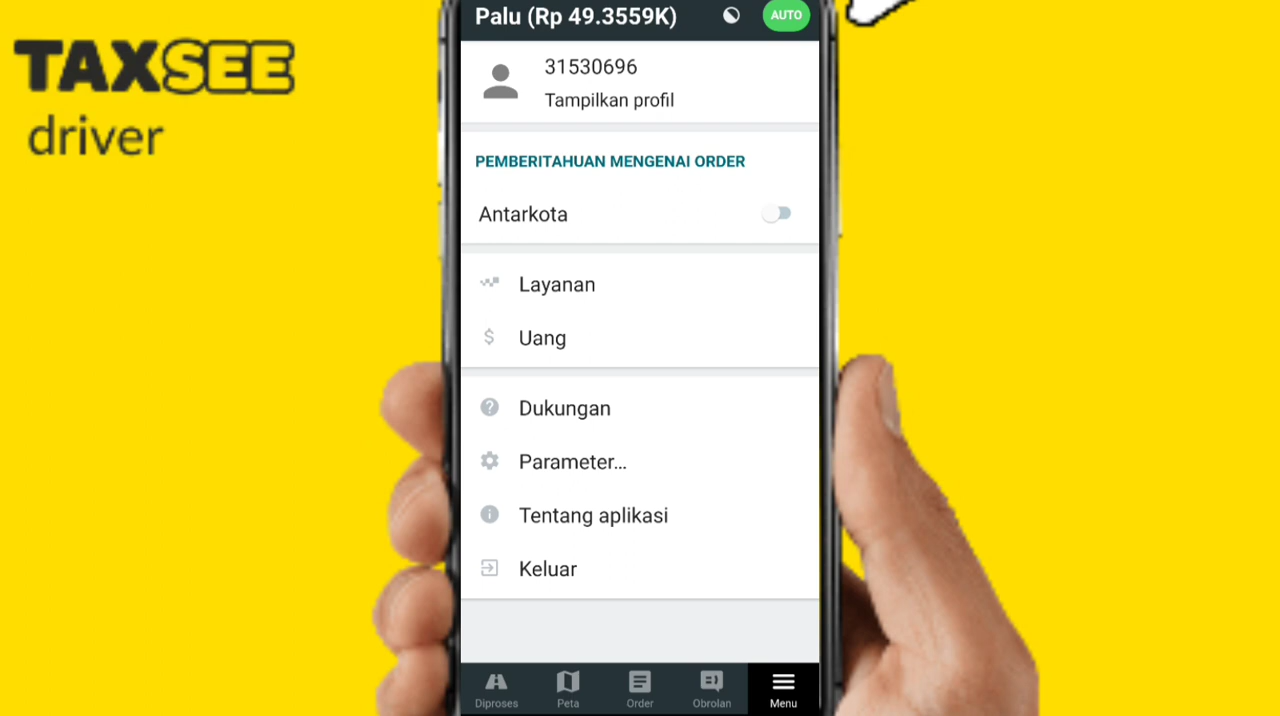 TAXSEE
driver
Palu (Rp 49.3559K)
AUTO
31530696
Tampilkan profil
PEMBERITAHUAN MENGENAI ORDER
Antarkota
Layanan
$ Uang
? Dukungan
Parameter...
i Tentang aplikasi
Keluar
Diproses Peta Order Obrolan Menu